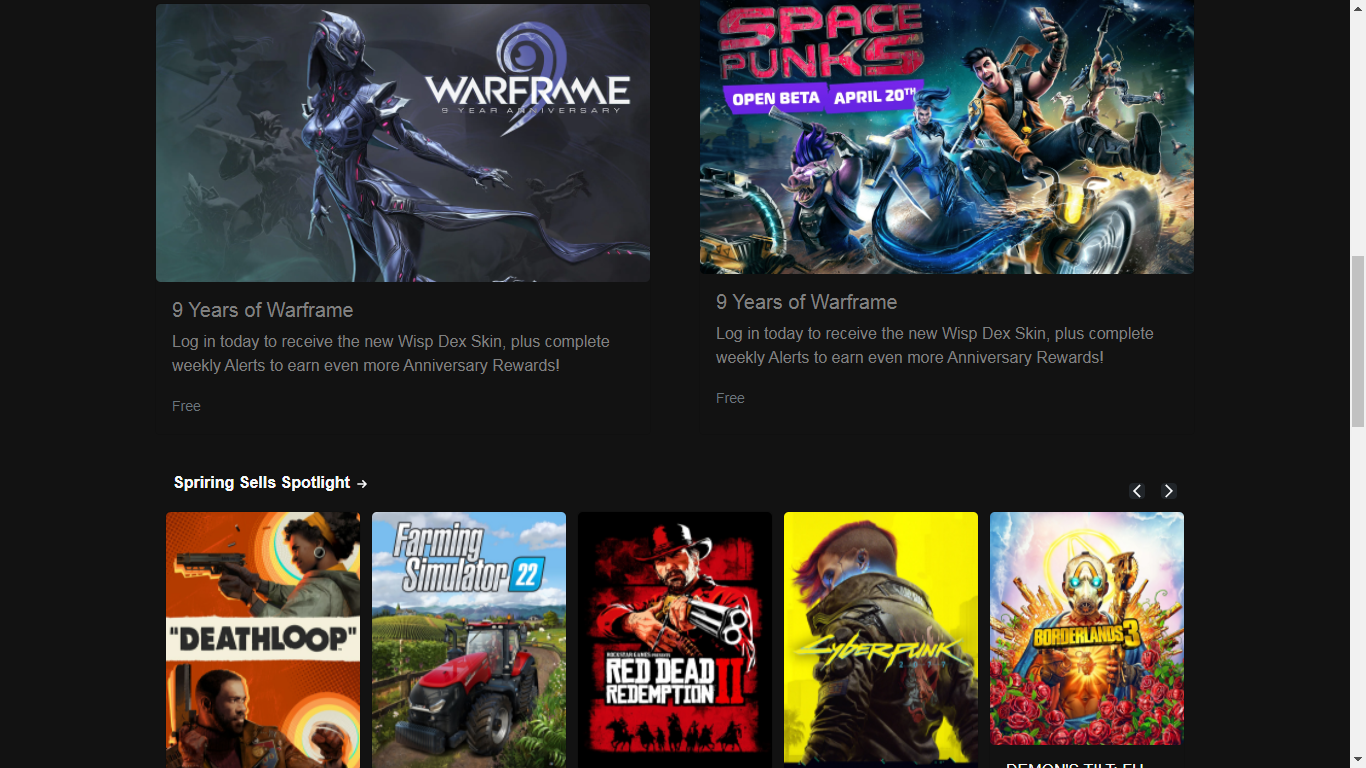 WARFRAME
9 YEAR ANNIVERSARY
SPACE
PUNKS
OPEN BETA APRIL 20TH
9 Years of Warframe
Log in today to receive the new Wisp Dex Skin, plus complete
weekly Alerts to earn even more Anniversary Rewards!
Free
9 Years of Warframe
Log in today to receive the new Wisp Dex Skin, plus complete
weekly Alerts to earn even more Anniversary Rewards!
Free
Spriring Sells Spotlight →
"DEATHLOOP"
Farming
Simulator 22
ROCKSTAR GAMES PRESENTS
RED DEAD
REDEMPTION II
Cyberpunk
2077
BORDERLANDS 3